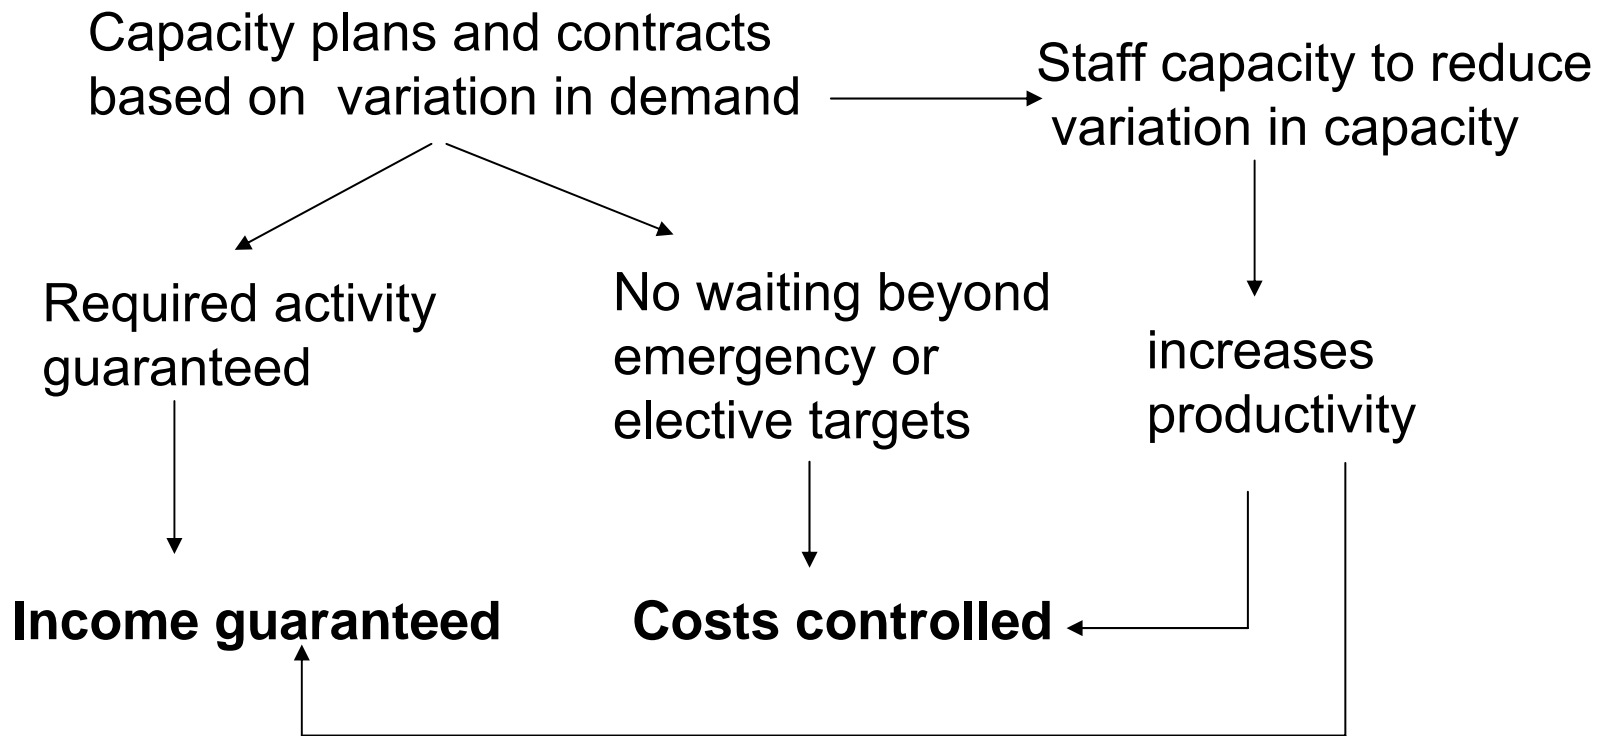 Capacity plans and contracts
based on  variation in demand
Staff capacity to reduce
variation in capacity
Required activity
guaranteed
No waiting beyond
emergency or
elective targets
increases
productivity
Income guaranteed
Costs controlled